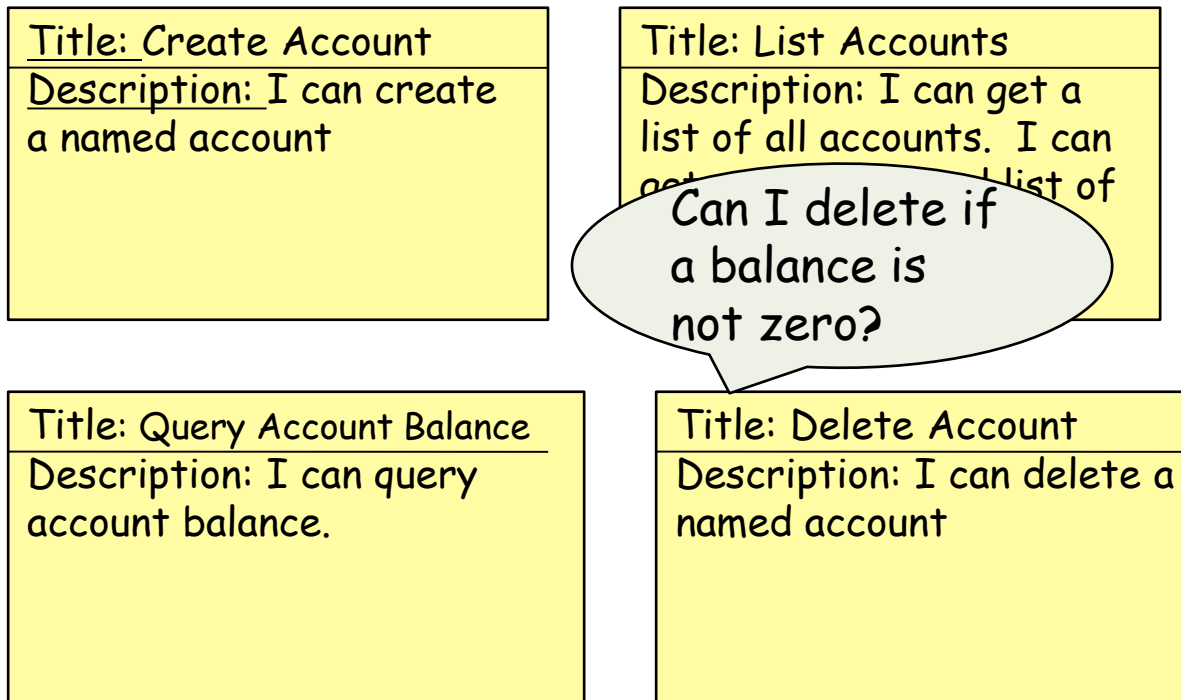 Title: Create Account
Description: I can create
a named account
Title: List Accounts
Description: I can get a
list of all accounts. I can
list of
Can I delete if
a balance is
not zero?
Title: Query Account Balance
Description: I can query
account balance.
Title: Delete Account
Description: I can delete a
named account